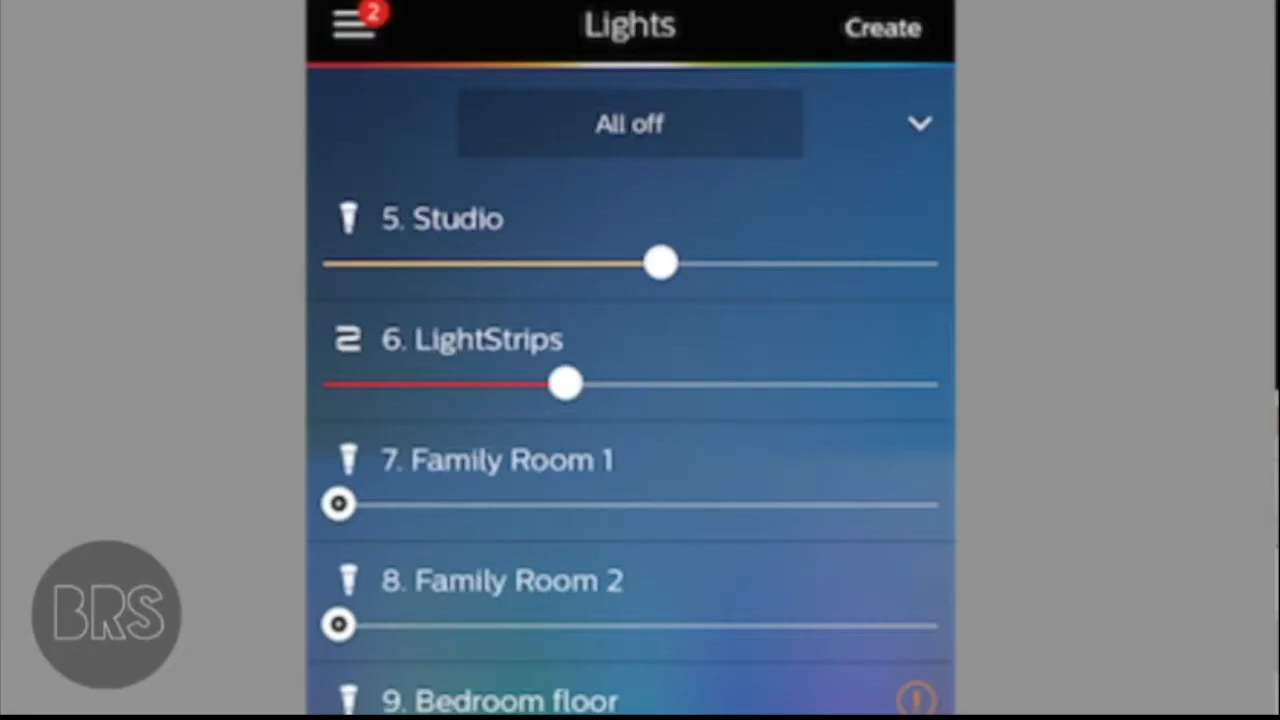 2
Lights
Create
All off
5. Studio
6. LightStrips
7. Family Room 1
8. Family Room 2
9. Bedroom floor
BRS